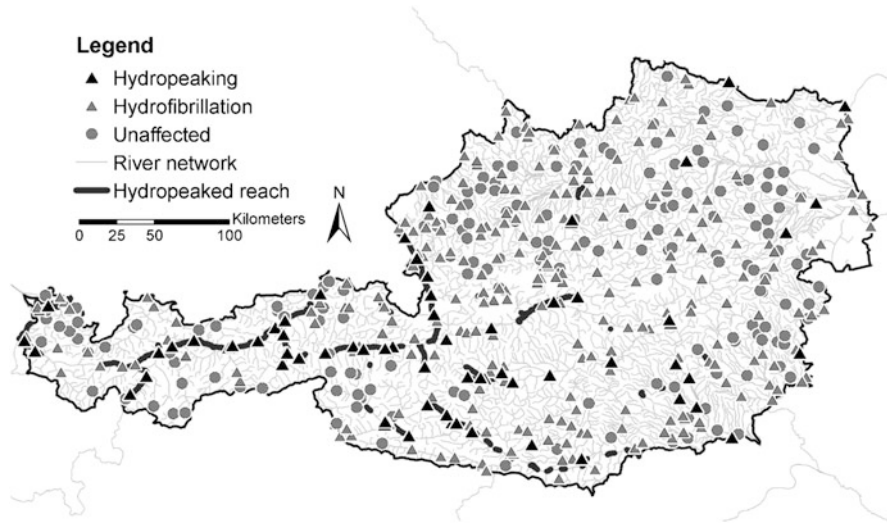 Legend
Hydropeaking
Hydrofibrillation
Unaffected
River network
Hydropeaked reach
Kilometers
0 25 50 100
N